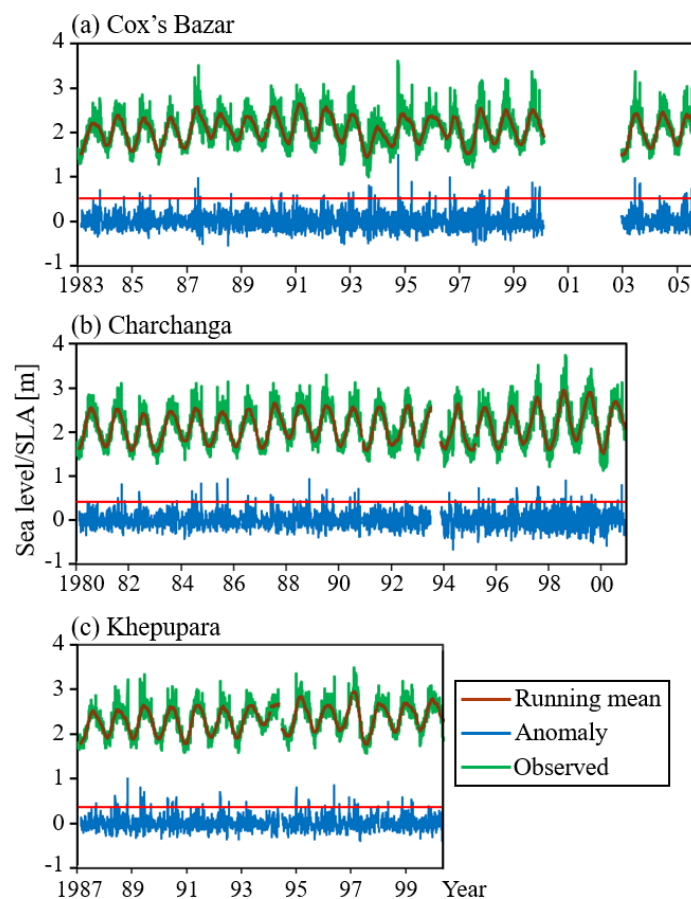 (a) Cox's Bazar
4
3
2
1
0
-1
1983 85 87 89 91 93 95 97 99 01 03 05
(b) Charchanga
Sea level/SLA [m]
4
3
2
1
0
-1
1980 82 84 86 88 90 92 94 96 98 00
(c) Khepupara
4
3
2
1
0
-1
1987 89 91 93 95 97 99 Year
Running mean
Anomaly
Observed